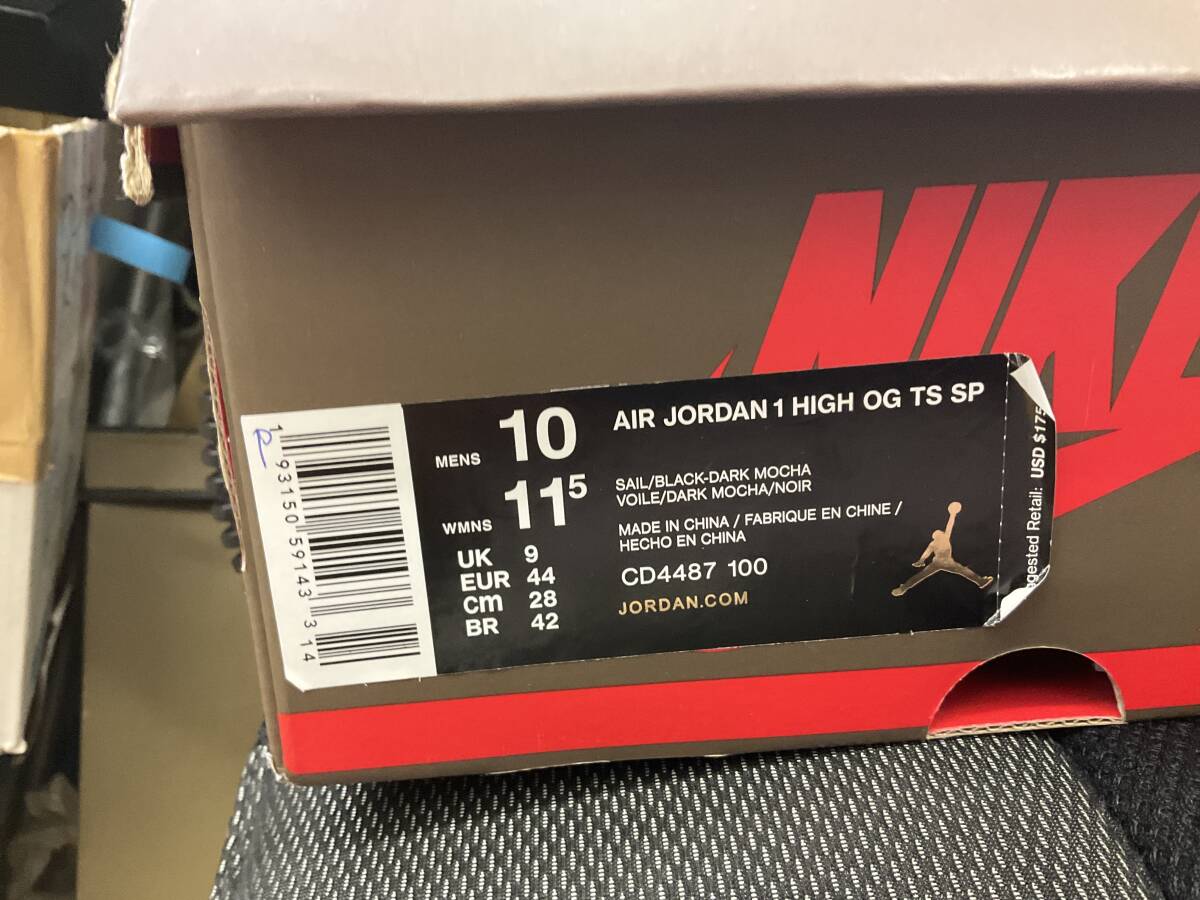 NIKE
MENS 10
WMNS 11⁵
UK 9
EUR 44
cm 28
BR 42
AIR JORDAN 1 HIGH OG TS SP
SAIL/BLACK-DARK MOCHA
VOILE/DARK MOCHA/NOIR
MADE IN CHINA / FABRIQUE EN CHINE /
HECHO EN CHINA
CD4487 100
JORDAN.COM
USD $175
Retail:
1 93150 59143 3 14